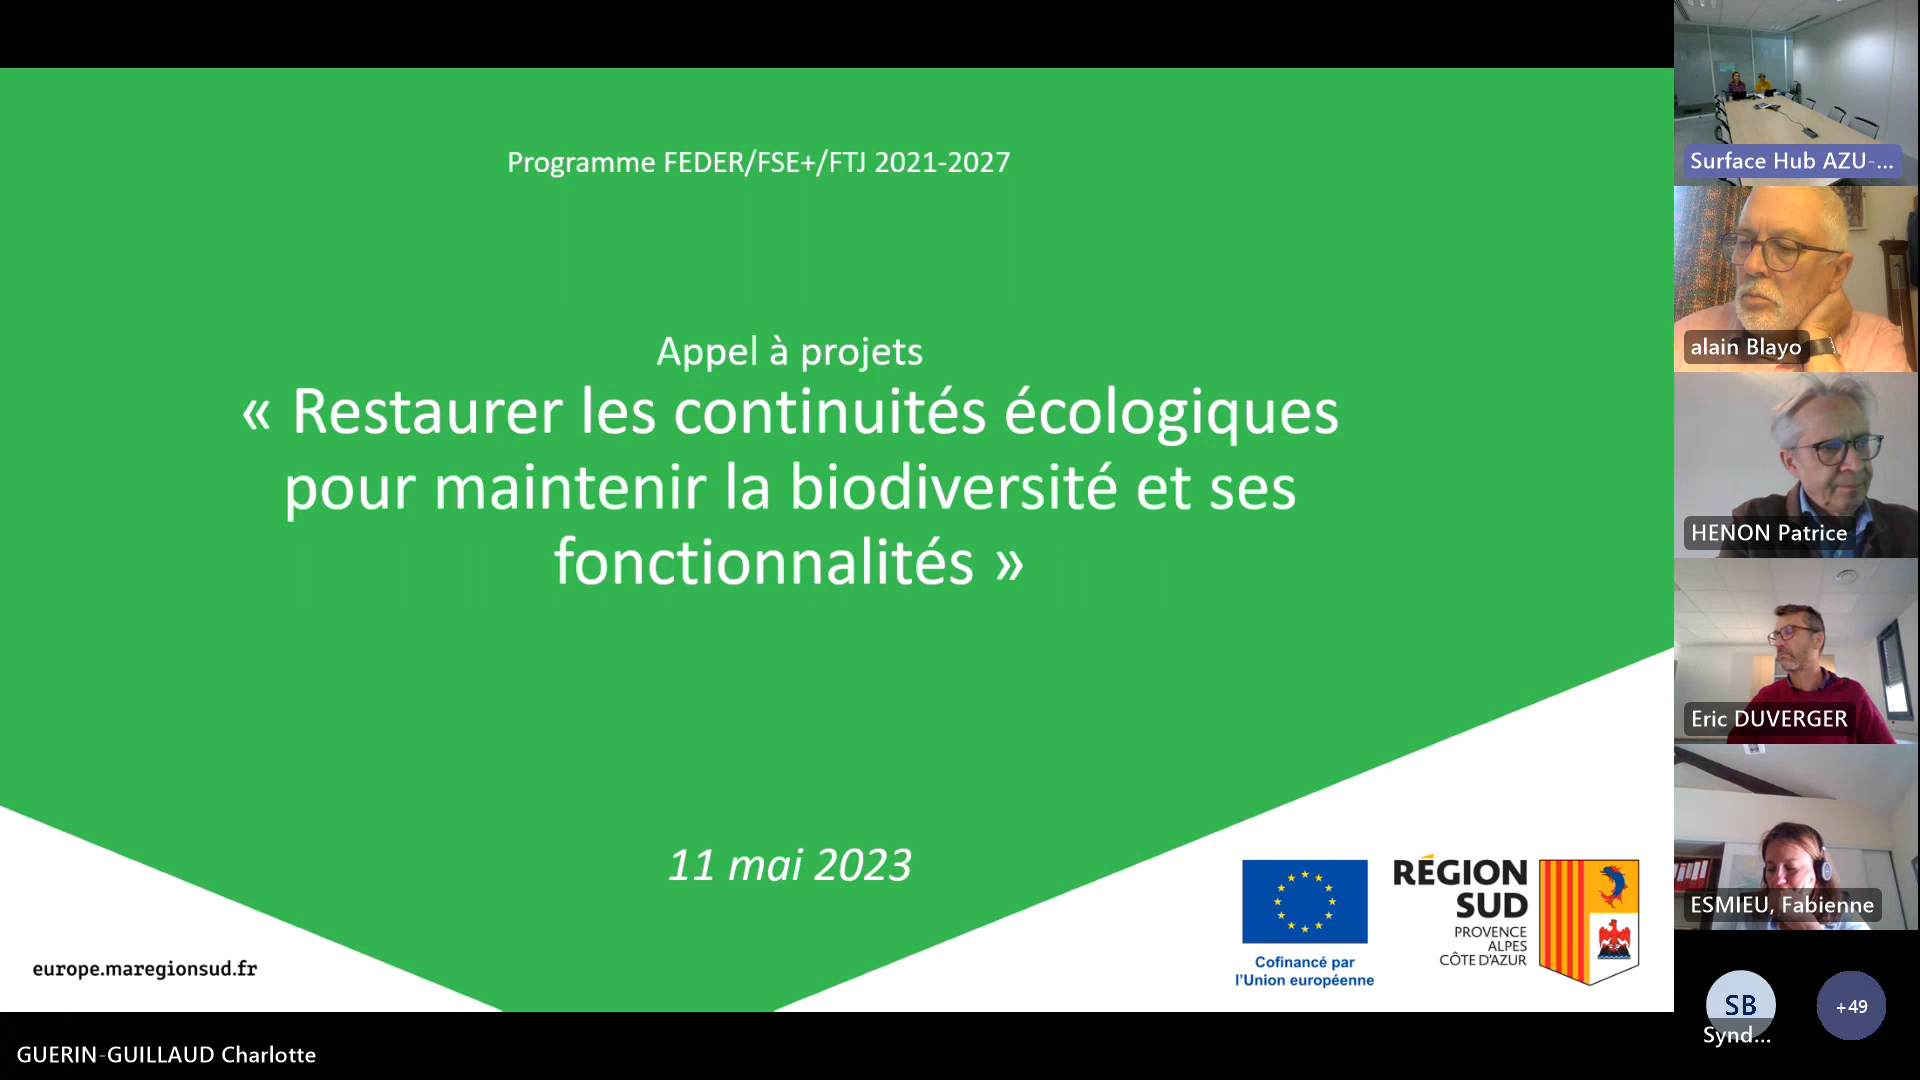 Programme FEDER/FSE+/FTJ 2021-2027
Appel à projets
« Restaurer les continuités écologiques
pour maintenir la biodiversité et ses
fonctionnalités »
11 mai 2023
europe.maregionsud.fr
Cofinancé par
l'Union européenne
RÉGION
SUD
PROVENCE
ALPES
CÔTE D'AZUR
GUERIN-GUILLAUD Charlotte
Surface Hub AZU-...
alain Blayo
HENON Patrice
Eric DUVERGER
ESMIEU, Fabienne
SB
Synd...
+49